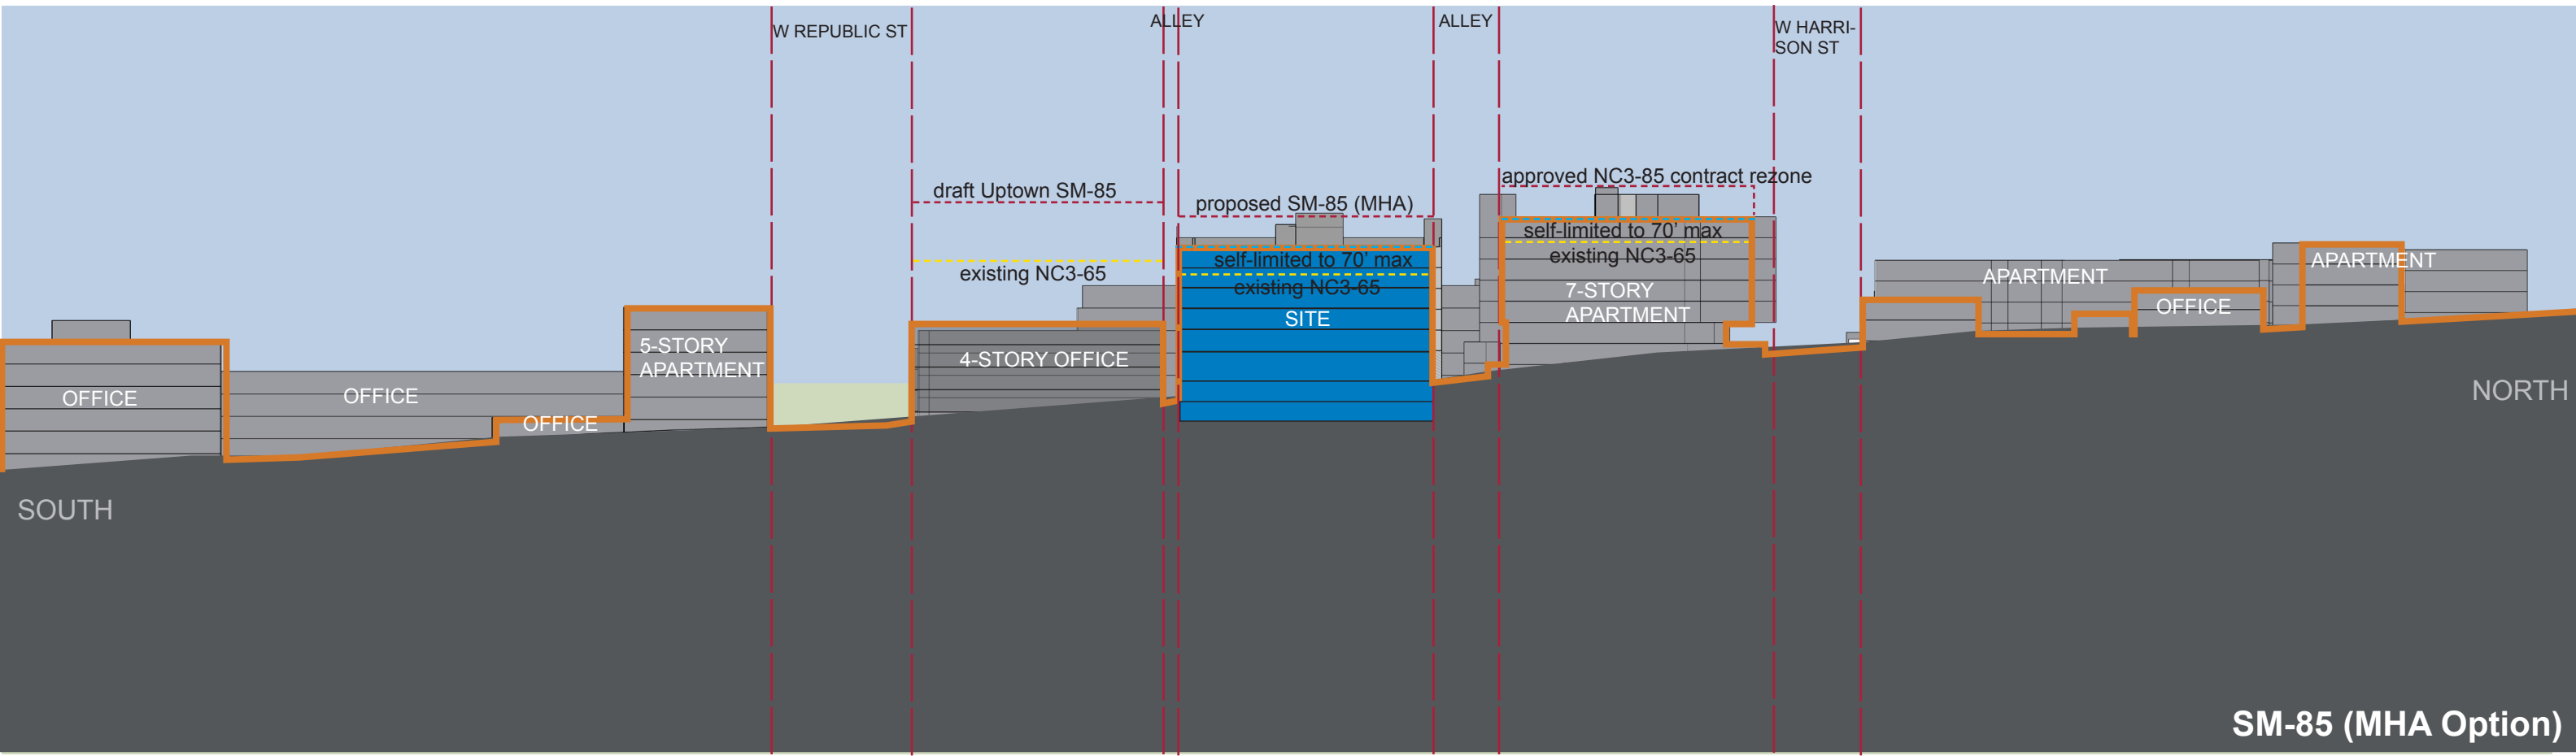 W REPUBLIC ST
ALLEY
ALLEY
W HARRI-
SON ST
draft Uptown SM-85
existing NC3-65
proposed SM-85 (MHA)
self-limited to 70' max
existing NC3-65
SITE
approved NC3-85 contract rezone
self-limited to 70' max
existing NC3-65
7-STORY
APARTMENT
OFFICE
OFFICE
OFFICE
5-STORY
APARTMENT
4-STORY OFFICE
APARTMENT
OFFICE
APARTMENT
SOUTH
NORTH
SM-85 (MHA Option)